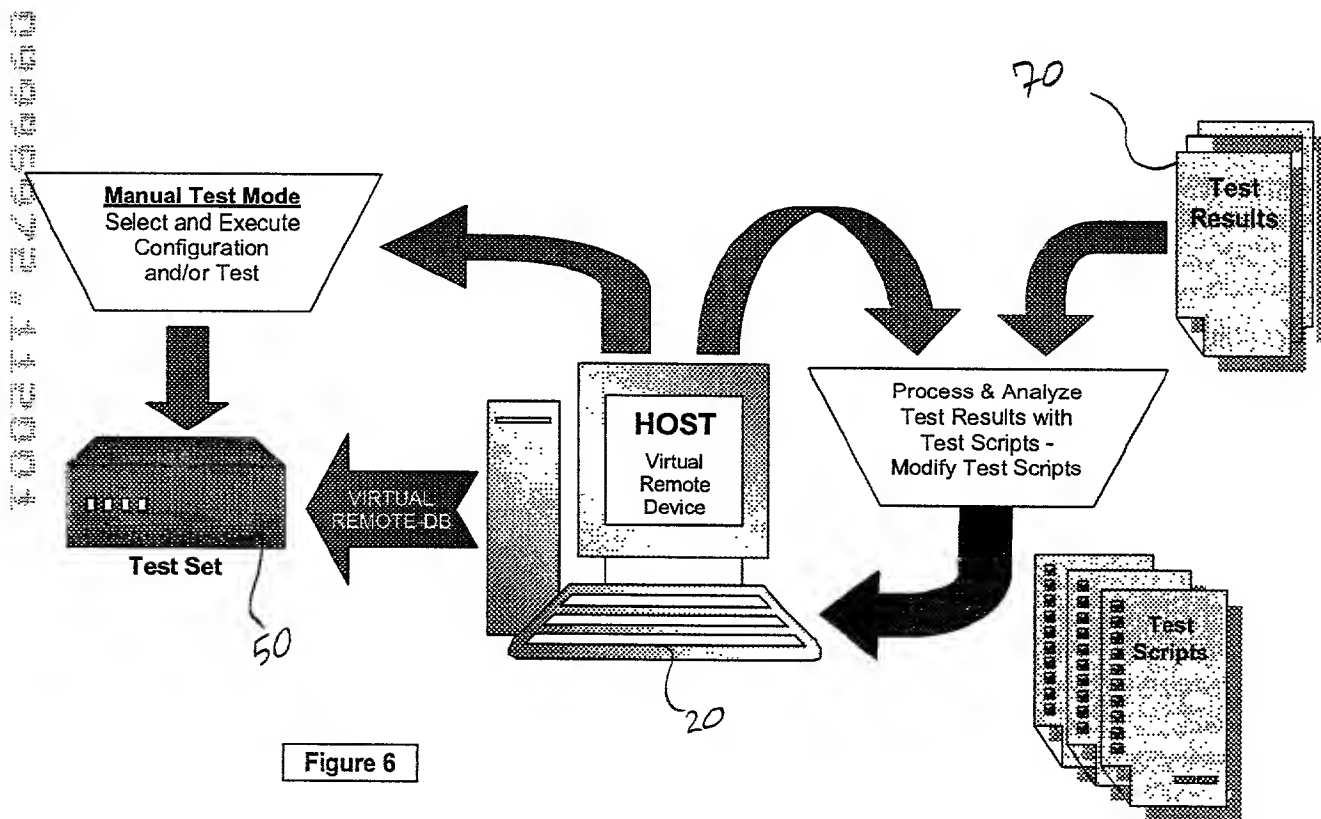 70
Test
Results
Manual Test Mode
Select and Execute
Configuration
and/or Test
Process & Analyze
Test Results with
Test Scripts -
Modify Test Scripts
HOST
Virtual
Remote
Device
VIRTUAL
REMOTE-DB
Test Set
50
20
Test
Scripts
Figure 6